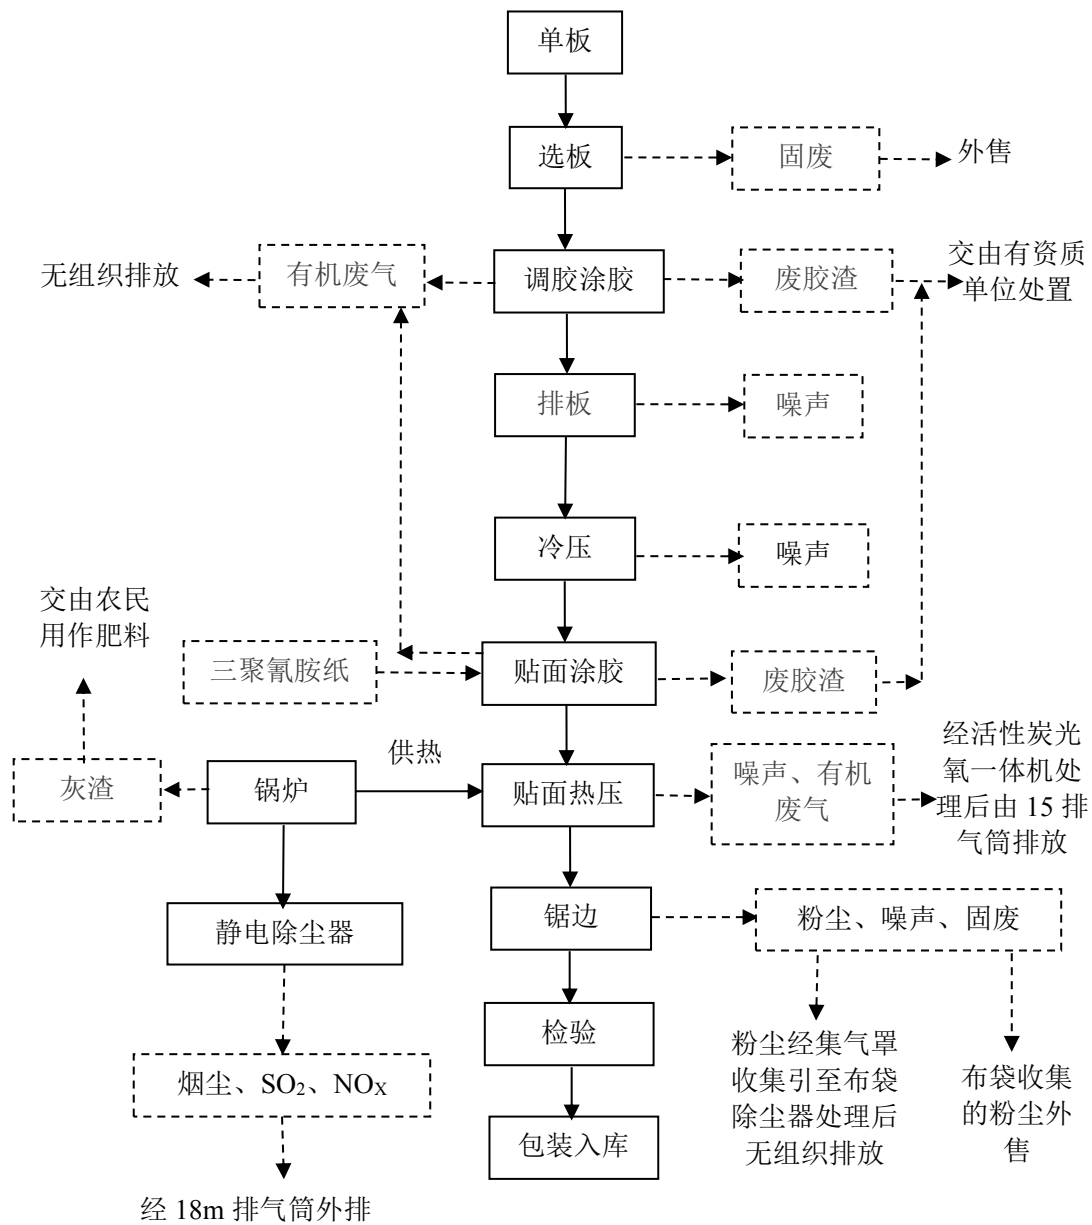 单板
选板
固废
外售
无组织排放
有机废气
调胶涂胶
废胶渣
交由有资质
单位处置
排板
噪声
冷压
噪声
交由农民
用作肥料
三聚氰胺纸
贴面涂胶
废胶渣
供热
灰渣
锅炉
贴面热压
噪声、有机
废气
经活性炭光
氧一体机处
理后由 15 排
气筒排放
静电除尘器
锯边
粉尘、噪声、固废
烟尘、SO₂、NOX
检验
粉尘经集气罩
收集引至布袋
除尘器处理后
无组织排放
布袋收集
的粉尘外
售
包装入库
经 18m 排气筒外排